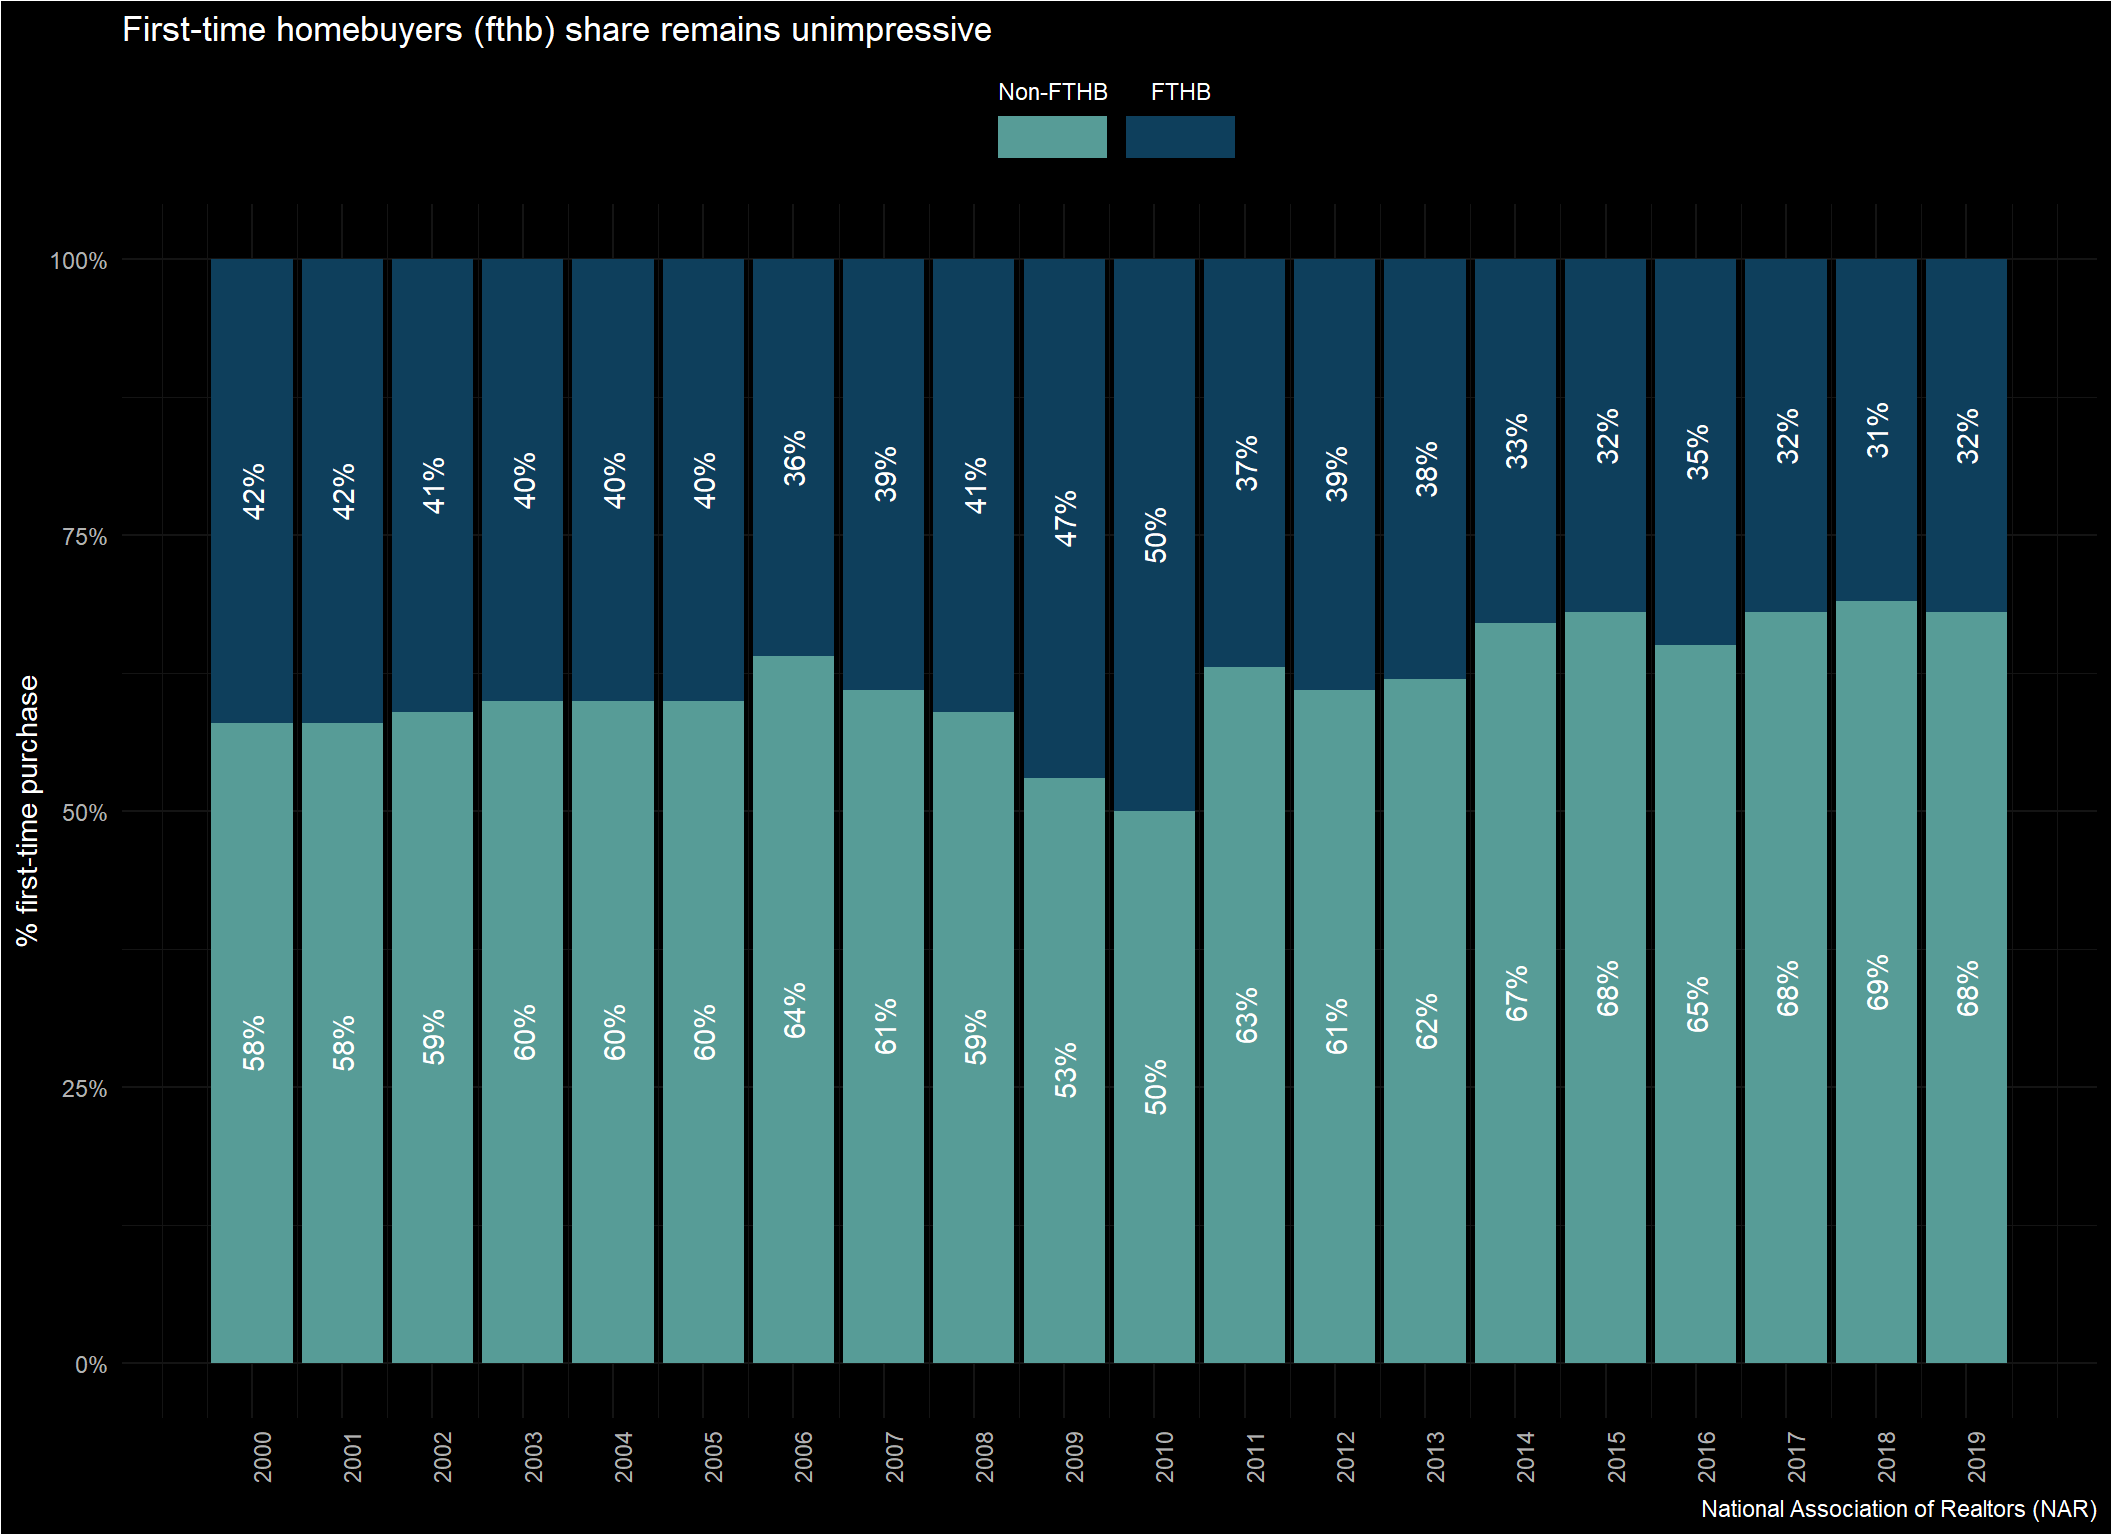 First-time homebuyers (fthb) share remains unimpressive
Non-FTHB FTHB
% first-time purchase
100%
75%
50%
25%
0%
42% 42% 41% 40% 40% 40% 36% 39% 41% 47% 50% 37% 39% 38% 33% 32% 35% 32% 31% 32%
58% 58% 59% 60% 60% 60% 64% 61% 59% 53% 50% 63% 61% 62% 67% 68% 65% 68% 69% 68%
2000 2001 2002 2003 2004 2005 2006 2007 2008 2009 2010 2011 2012 2013 2014 2015 2016 2017 2018 2019
National Association of Realtors (NAR)